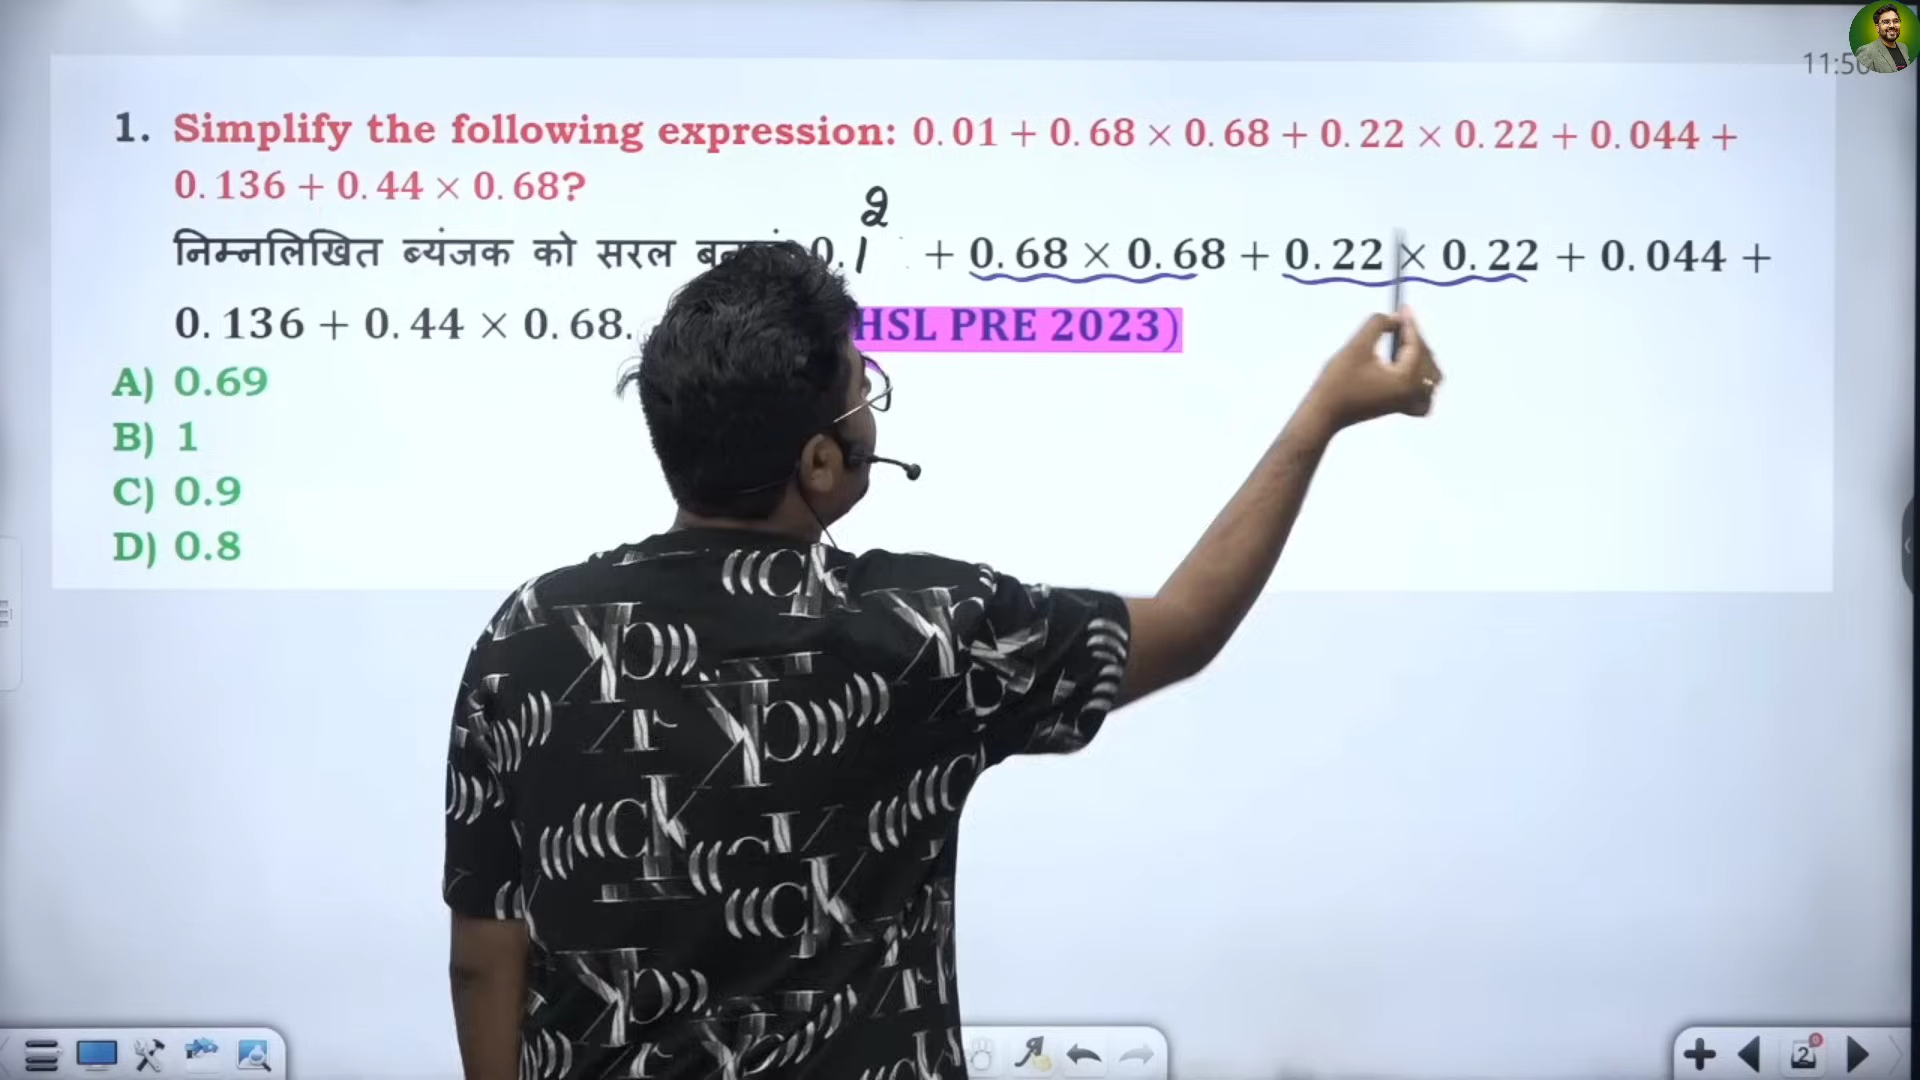 11:5
1. Simplify the following expression: 0.01 + 0.68 × 0.68 + 0.22 × 0.22 + 0.044 +
0.136 + 0.44 × 0.68?
2
निम्नलिखित ब्यंजक को सरल 0.1 + 0.68 × 0.68 + 0.22 × 0.22 + 0.044 +
0.136 + 0.44 × 0.68. HSL PRE 2023)
A) 0.69
B) 1
C) 0.9
D) 0.8
2